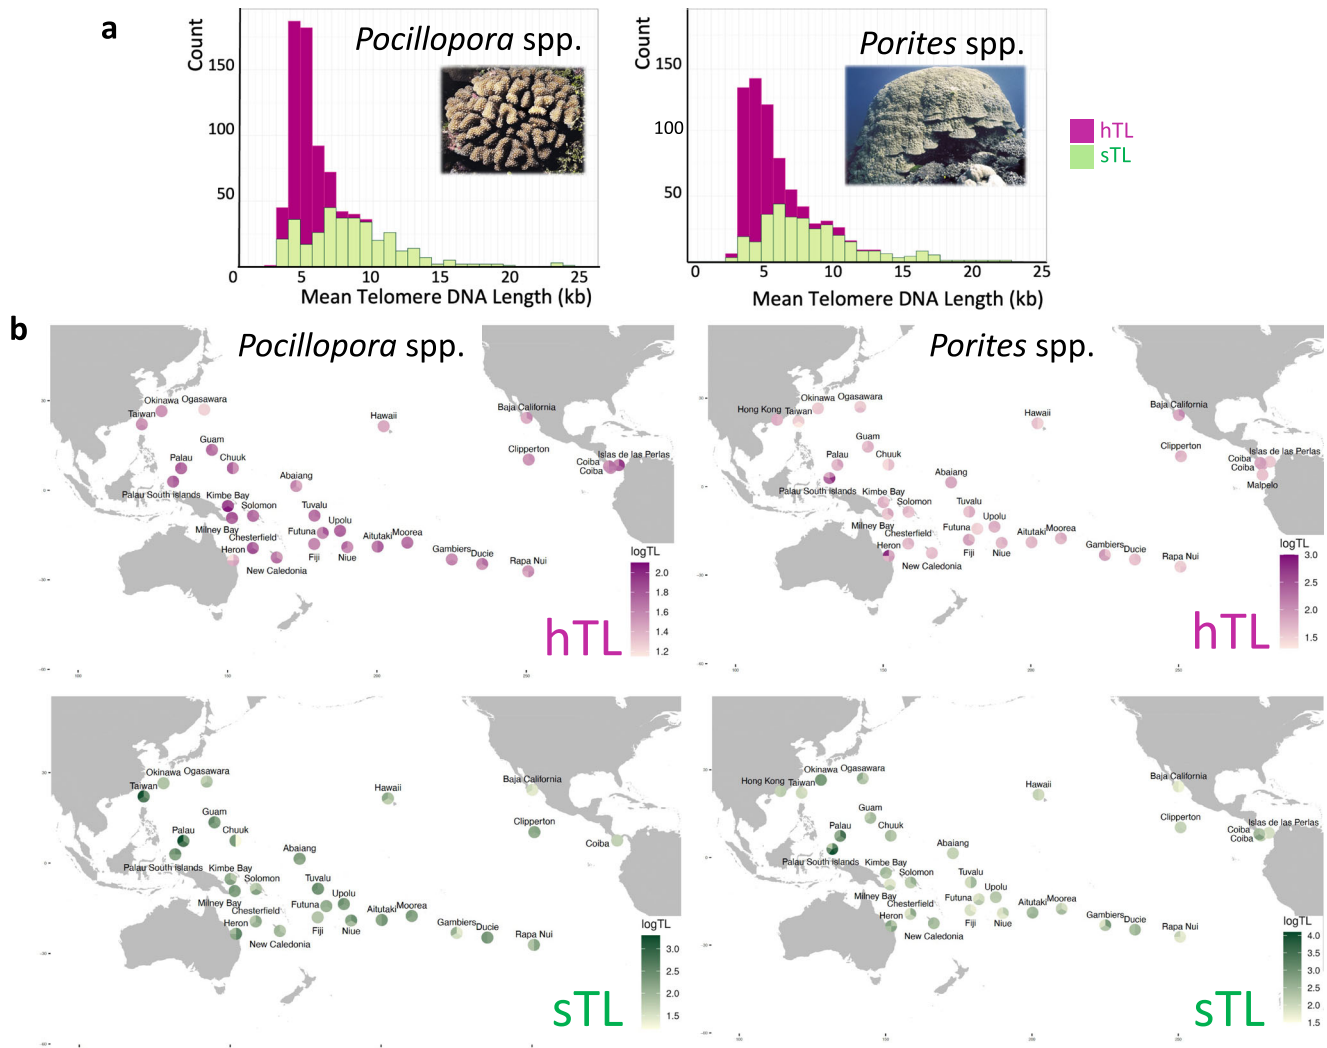 a
Pocillopora spp.
Count
150
100
50
0
5
10
15
20
25
Mean Telomere DNA Length (kb)
Porites spp.
Count
150
100
50
0
5
10
15
20
25
Mean Telomere DNA Length (kb)
hTL
sTL
b
Pocillopora spp.
Okinawa Ogasawara
Taiwan
Hawaii
Baja California
Guam
Clipperton
Islas de las Perlas
Palau
Chuuk
Coiba
Coiba
Abaiang
Palau South islands
Kimbe Bay
Solomon
Tuvalu
Milney Bay
Upolu
Chesterfield
Futuna
Aitutaki
Moorea
Heron
Fiji
Niue
Gambiers
Ducie
New Caledonia
Rapa Nui
logTL
2.0
1.8
1.6
1.4
1.2
hTL
Porites spp.
Okinawa Ogasawara
Hong Kong
Taiwan
Hawaii
Baja California
Guam
Clipperton
Islas de las Perlas
Palau
Chuuk
Coiba
Coiba
Abaiang
Malpelo
Palau South islands
Kimbe Bay
Solomon
Tuvalu
Milney Bay
Upolu
Chesterfield
Futuna
Aitutaki
Moorea
Heron
Fiji
Niue
Gambiers
Ducie
New Caledonia
Rapa Nui
logTL
3.0
2.5
2.0
1.5
hTL
Okinawa Ogasawara
Taiwan
Hawaii
Baja California
Guam
Clipperton
Palau
Chuuk
Coiba
Abaiang
Palau South islands
Kimbe Bay
Solomon
Tuvalu
Milney Bay
Upolu
Chesterfield
Futuna
Aitutaki
Moorea
Heron
Fiji
Niue
Gambiers
Ducie
New Caledonia
Rapa Nui
logTL
3.0
2.5
2.0
1.5
sTL
Okinawa Ogasawara
Hong Kong
Taiwan
Hawaii
Baja California
Guam
Clipperton
Islas de las Perlas
Palau
Chuuk
Coiba
Coiba
Abaiang
Palau South islands
Kimbe Bay
Solomon
Tuvalu
Milney Bay
Upolu
Chesterfield
Futuna
Aitutaki
Moorea
Heron
Fiji
Niue
Gambiers
Ducie
New Caledonia
Rapa Nui
logTL
4.0
3.5
3.0
2.5
2.0
1.5
sTL